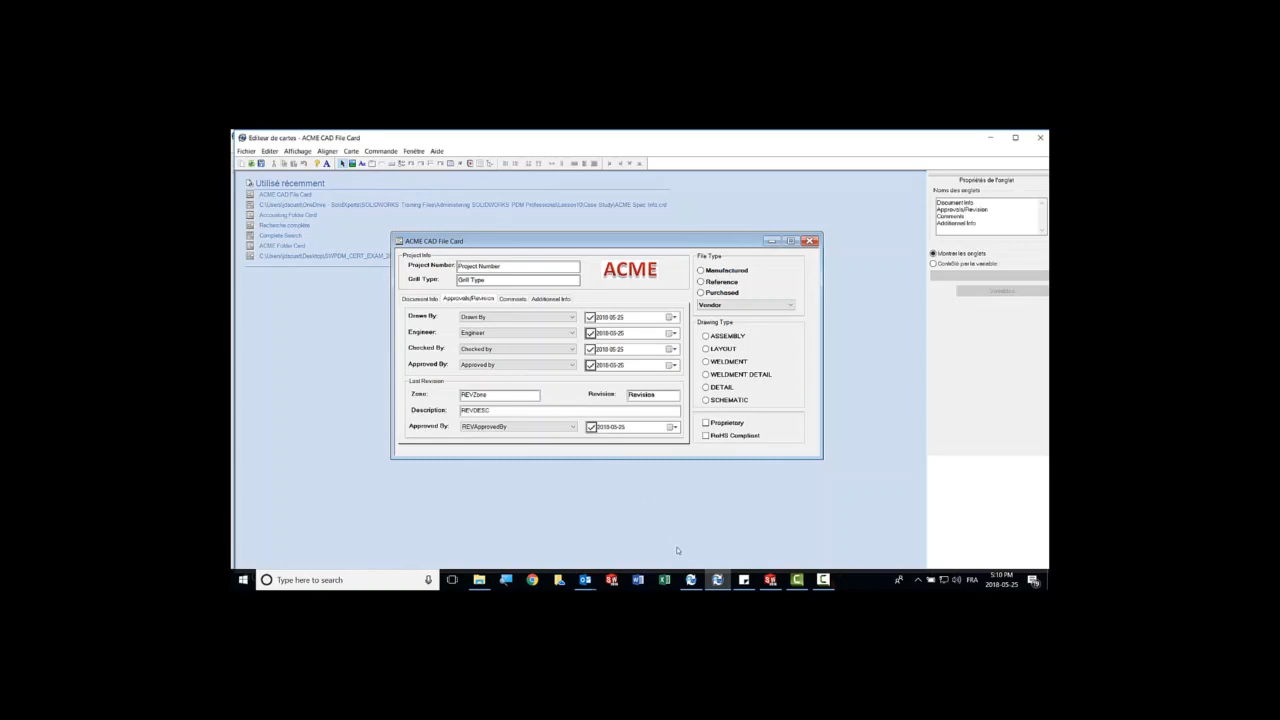 Editeur de cartes - ACME CAD File Card
Fichier Editer Affichage Aligner Carte Commande Fenêtre Aide
Utilisé récemment
ACME CAD File Card
Accounting Folder Card
Recherche complète
Complete Search
ACME Folder Card
ACME CAD File Card
Project Info
Project Number: Project Number
Grill Type: Grill Type
ACME
Document Info Approvals/Revision Comments Additionnel Info
Drawn By: Drawn By 2018-05-25
Engineer: Engineer 2018-05-25
Checked By: Checked by 2018-05-25
Approved By: Approved by 2018-05-25
Last Revision
Zone: REVZone Revision: Revision
Description: REVDESC
Approved By: REVApprovedBy 2018-05-25
File Type
Manufactured
Reference
Purchased
Vendor
Drawing Type
ASSEMBLY
LAYOUT
WELDMENT
WELDMENT DETAIL
DETAIL
SCHEMATIC
Proprietary
RoHS Compliant
Propriétés de l'onglet
Noms des onglets
Document Info
Approvals/Revision
Comments
Additionnel Info
Montrer les onglets
Contrôlé par la variable:
Type here to search
FRA
5:10 PM
2018-05-25